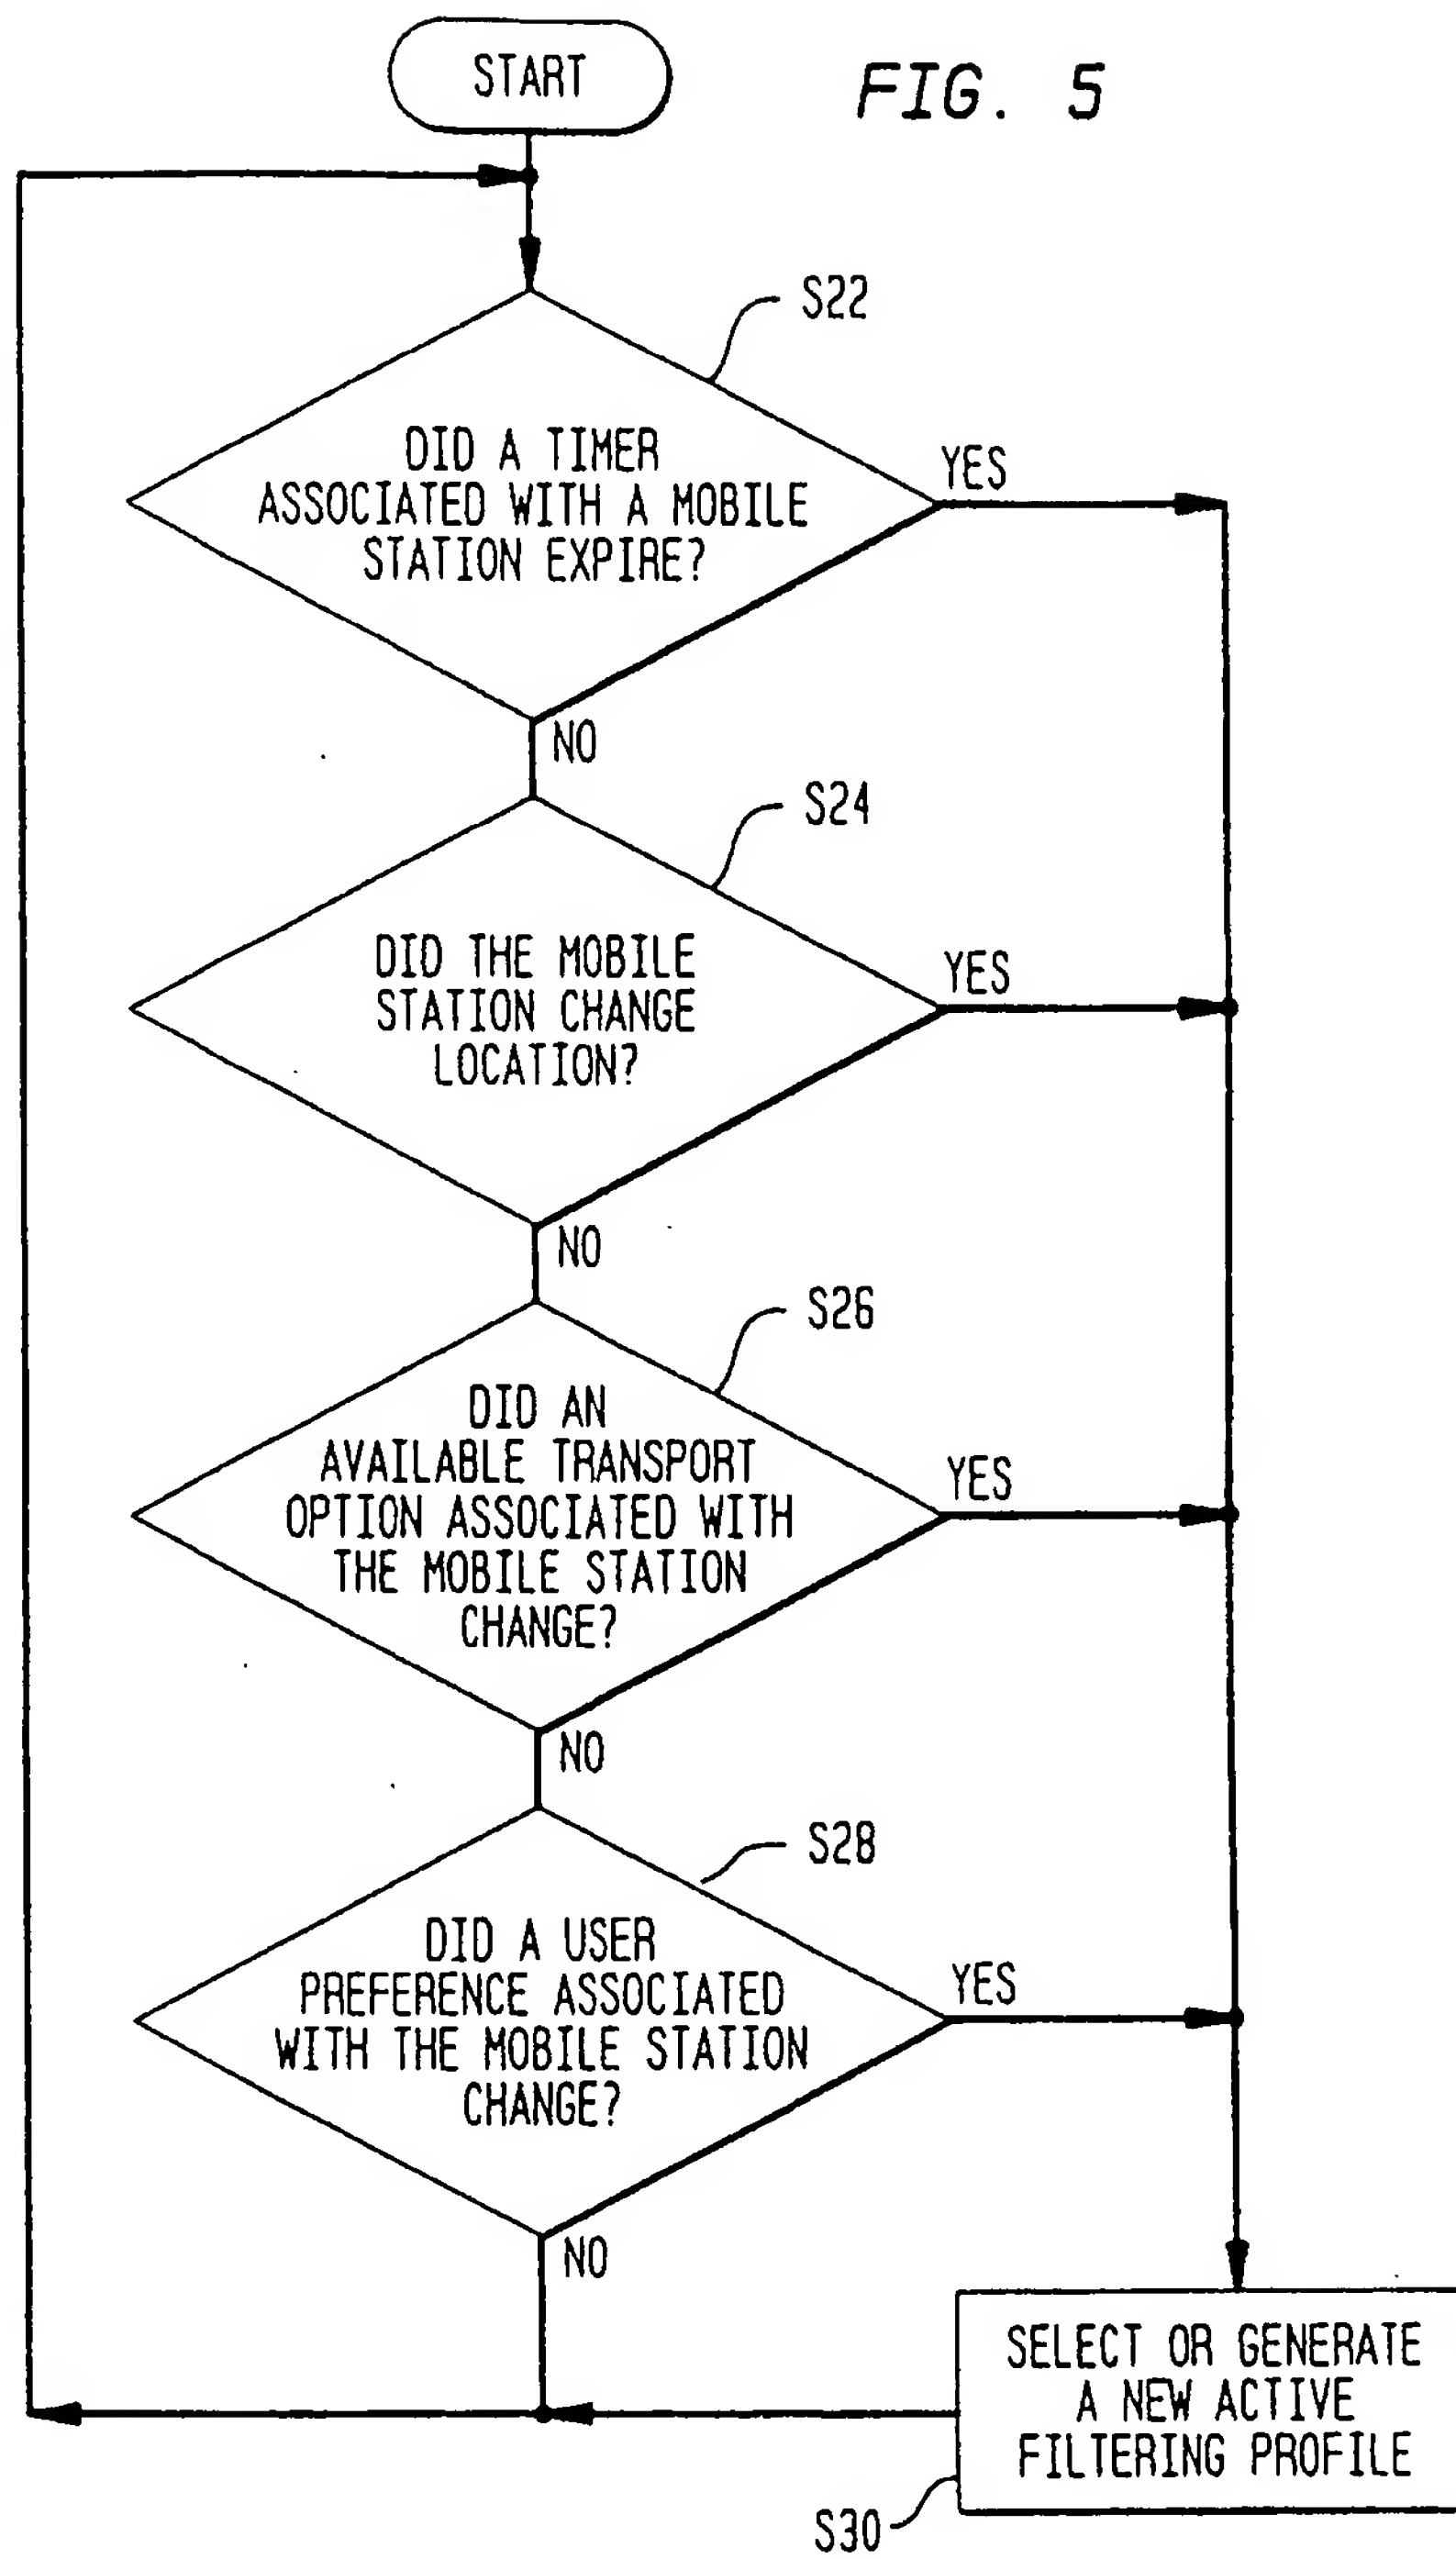 START
FIG. 5
S22
DID A TIMER
ASSOCIATED WITH A MOBILE
STATION EXPIRE?
YES
NO
S24
DID THE MOBILE
STATION CHANGE
LOCATION?
YES
NO
S26
DID AN
AVAILABLE TRANSPORT
OPTION ASSOCIATED WITH
THE MOBILE STATION
CHANGE?
YES
NO
S28
DID A USER
PREFERENCE ASSOCIATED
WITH THE MOBILE STATION
CHANGE?
YES
NO
SELECT OR GENERATE
A NEW ACTIVE
FILTERING PROFILE
S30